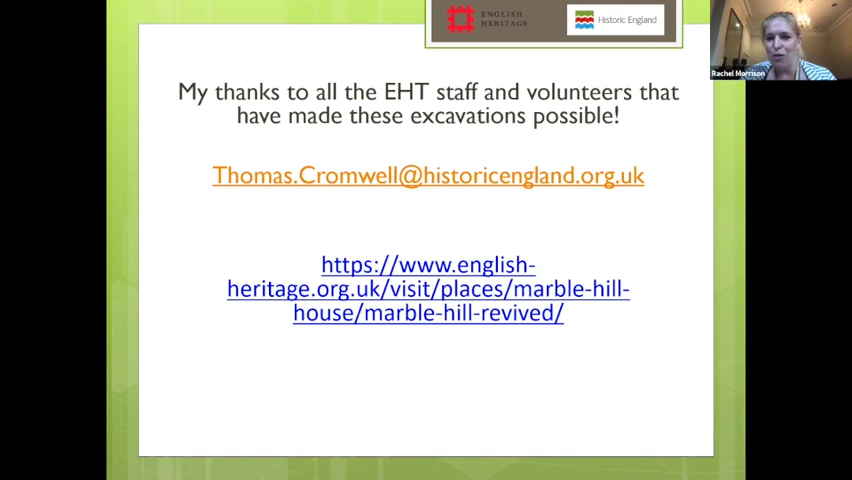 ENGLISH
HERITAGE
Historic England
Rachel Morrison
My thanks to all the EHT staff and volunteers that
have made these excavations possible!
Thomas.Cromwell@historicengland.org.uk
https://www.english-
heritage.org.uk/visit/places/marble-hill-
house/marble-hill-revived/